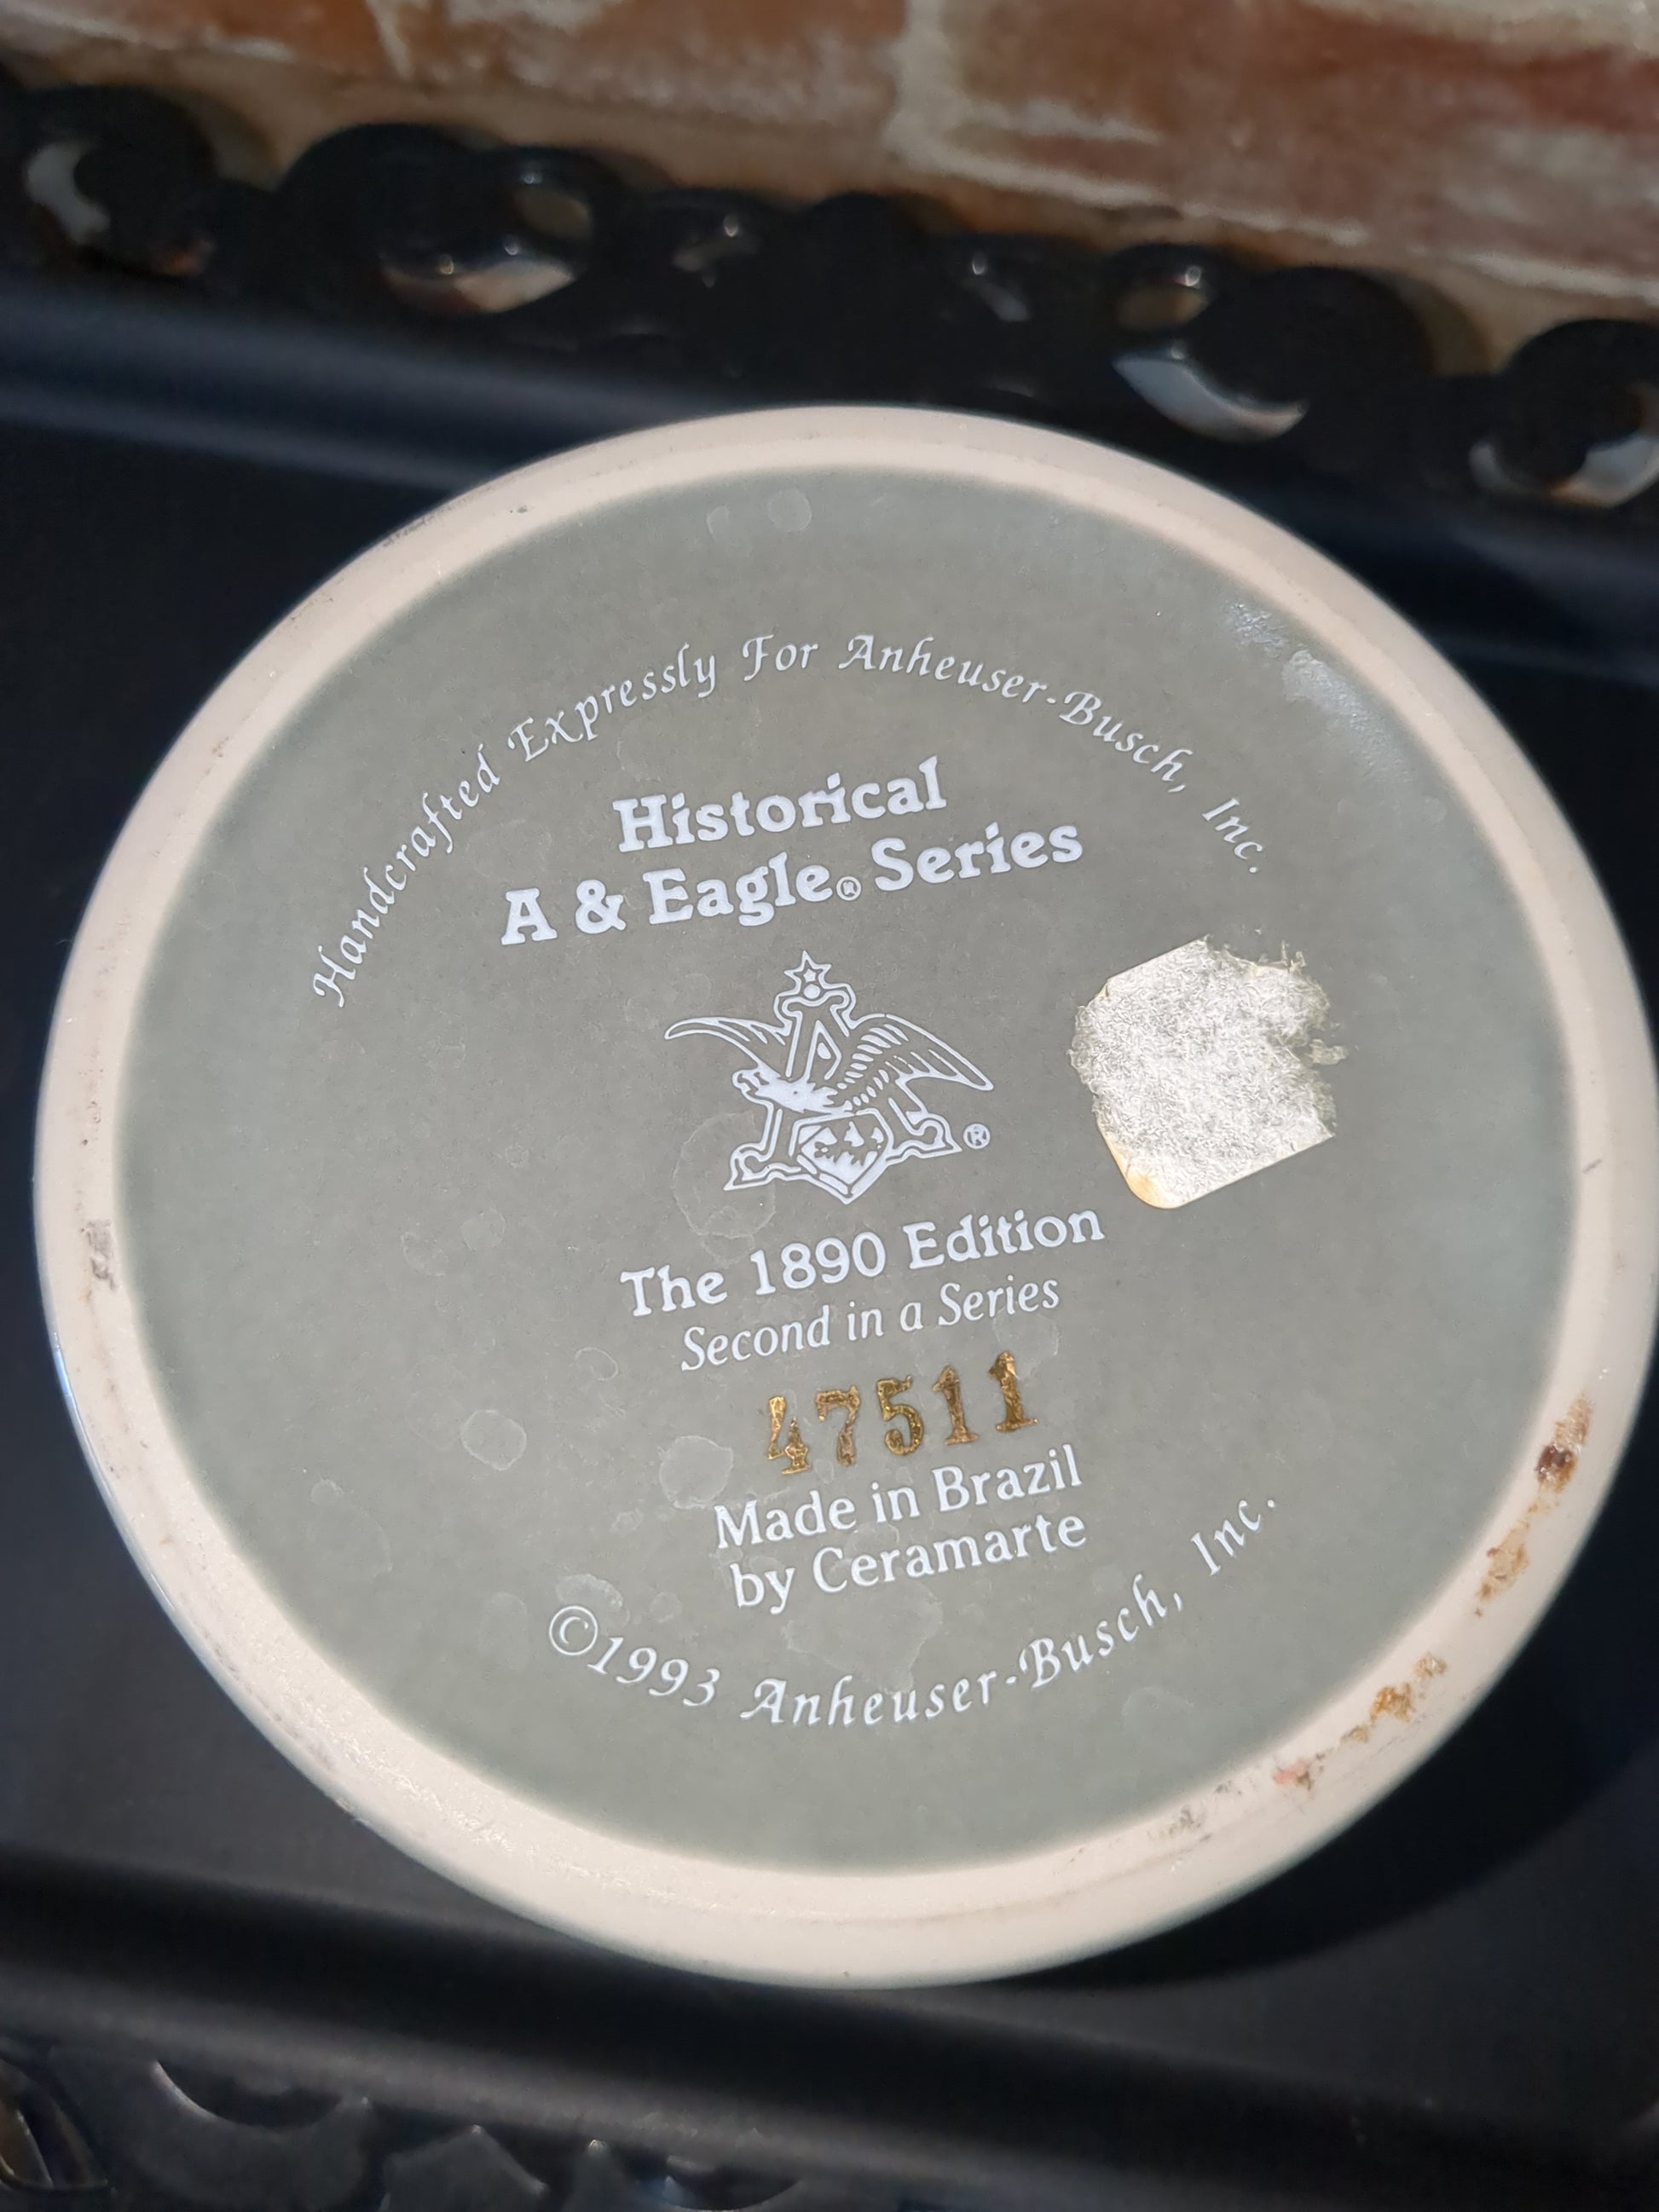 Handcrafted Expressly For Anheuser-Busch, Inc.
Historical
A & Eagle® Series
®
The 1890 Edition
Second in a Series
47511
Made in Brazil
by Ceramarte
©1993 Anheuser-Busch, Inc.